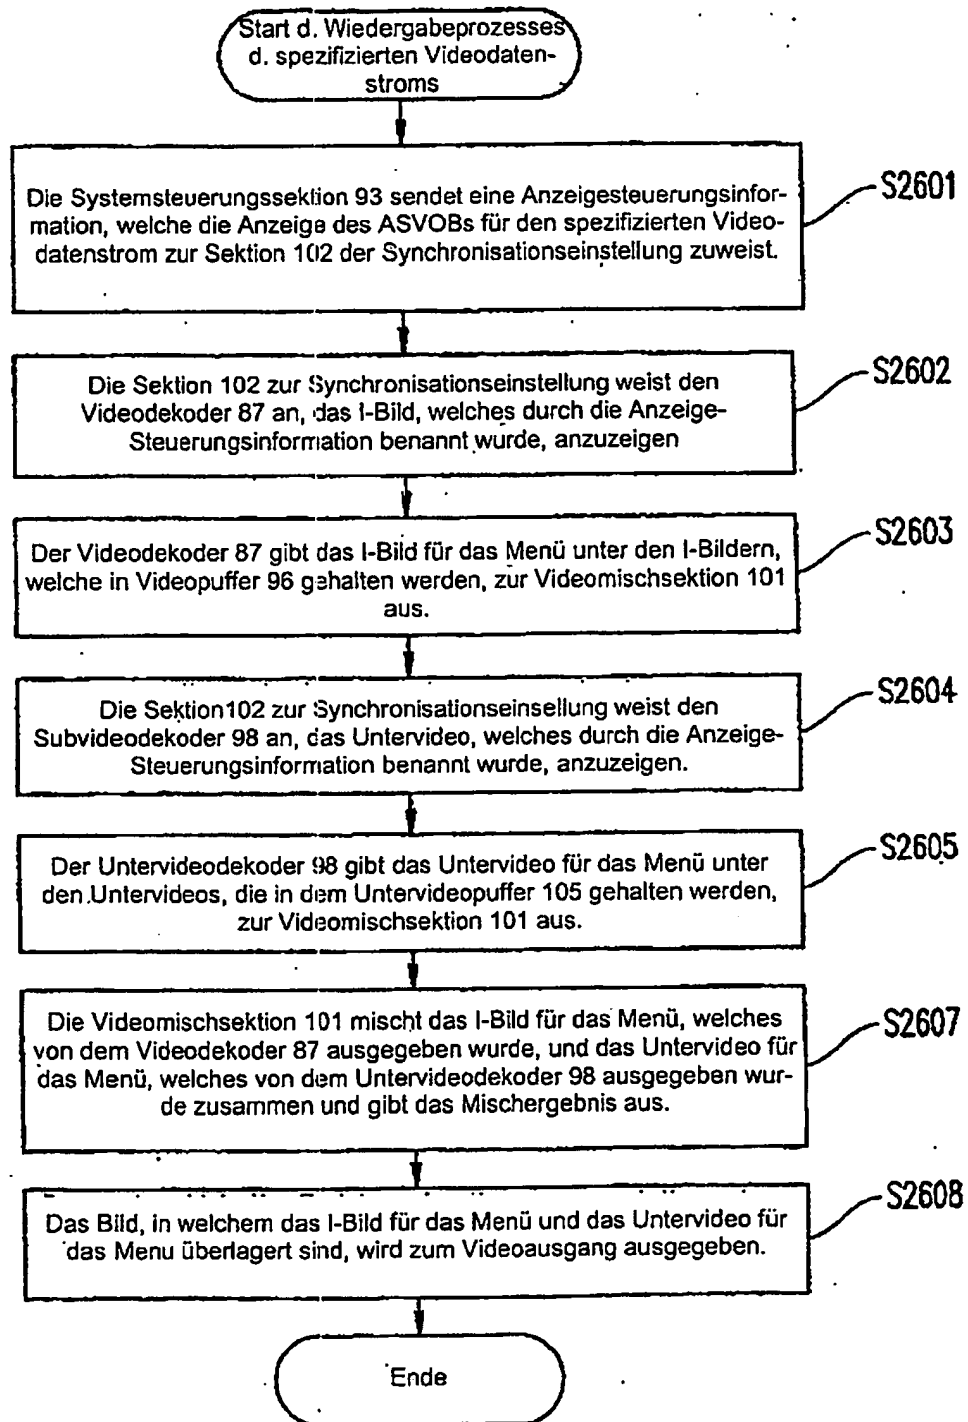 Start d. Wiedergabeprozesses
d. spezifizierten Videodaten-
stroms
Die Systemsteuerungssektion 93 sendet eine Anzeigesteuerungsinfor-
mation, welche die Anzeige des ASVOBs für den spezifizierten Video-
datenstrom zur Sektion 102 der Synchronisationseinstellung zuweist.
S2601
Die Sektion 102 zur Synchronisationseinstellung weist den
Videodekoder 87 an, das I-Bild, welches durch die Anzeige-
Steuerungsinformation benannt wurde, anzuzeigen
S2602
Der Videodekoder 87 gibt das I-Bild für das Menü unter den I-Bildern,
welche in Videopuffer 96 gehalten werden, zur Videomischsektion 101
aus.
S2603
Die Sektion102 zur Synchronisationseinsellung weist den
Subvideodekoder 98 an, das Untervideo, welches durch die Anzeige-
Steuerungsinformation benannt wurde, anzuzeigen.
S2604
Der Untervideodekoder 98 gibt das Untervideo für das Menü unter
den Untervideos, die in dem Untervideopuffer 105 gehalten werden,
zur Videomischsektion 101 aus.
S2605
Die Videomischsektion 101 mischt das I-Bild für das Menü, welches
von dem Videodekoder 87 ausgegeben wurde, und das Untervideo für
das Menü, welches von dem Untervideodekoder 98 ausgegeben wur-
de zusammen und gibt das Mischergebnis aus.
S2607
Das Bild, in welchem das I-Bild für das Menü und das Untervideo für
das Menu überlagert sind, wird zum Videoausgang ausgegeben.
S2608
Ende